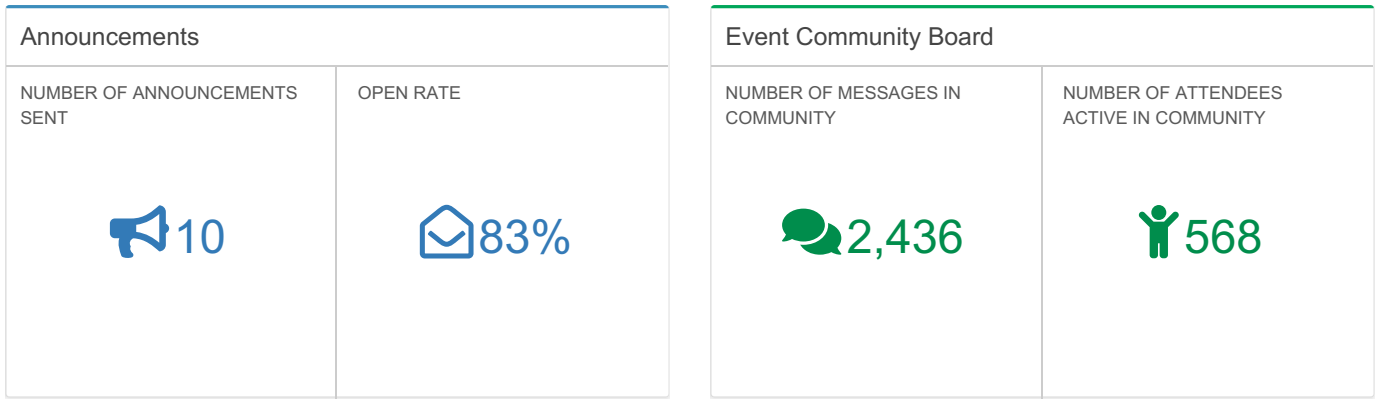 Announcements
NUMBER OF ANNOUNCEMENTS
SENT
10
OPEN RATE
83%
Event Community Board
NUMBER OF MESSAGES IN
COMMUNITY
2,436
NUMBER OF ATTENDEES
ACTIVE IN COMMUNITY
568